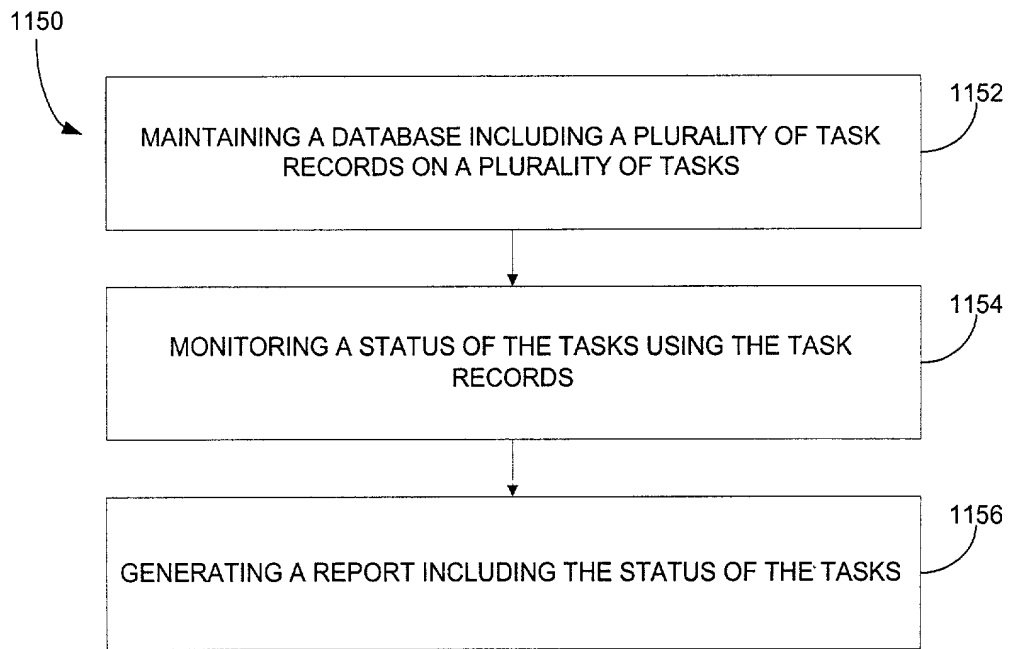 1150
1152
MAINTAINING A DATABASE INCLUDING A PLURALITY OF TASK
RECORDS ON A PLURALITY OF TASKS
1154
MONITORING A STATUS OF THE TASKS USING THE TASK
RECORDS
1156
GENERATING A REPORT INCLUDING THE STATUS OF THE TASKS